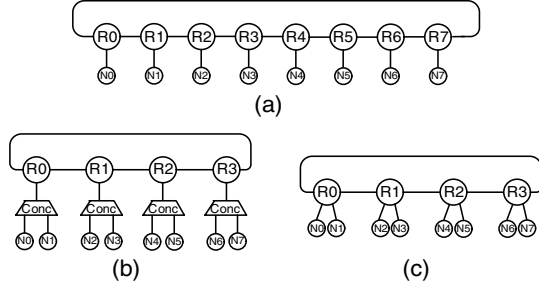 R0 R1 R2 R3 R4 R5 R6 R7
N0 N1 N2 N3 N4 N5 N6 N7
(a)
R0 R1 R2 R3
Conc Conc Conc Conc
N0 N1 N2 N3 N4 N5 N6 N7
(b)
R0 R1 R2 R3
N0 N1 N2 N3 N4 N5 N6 N7
(c)